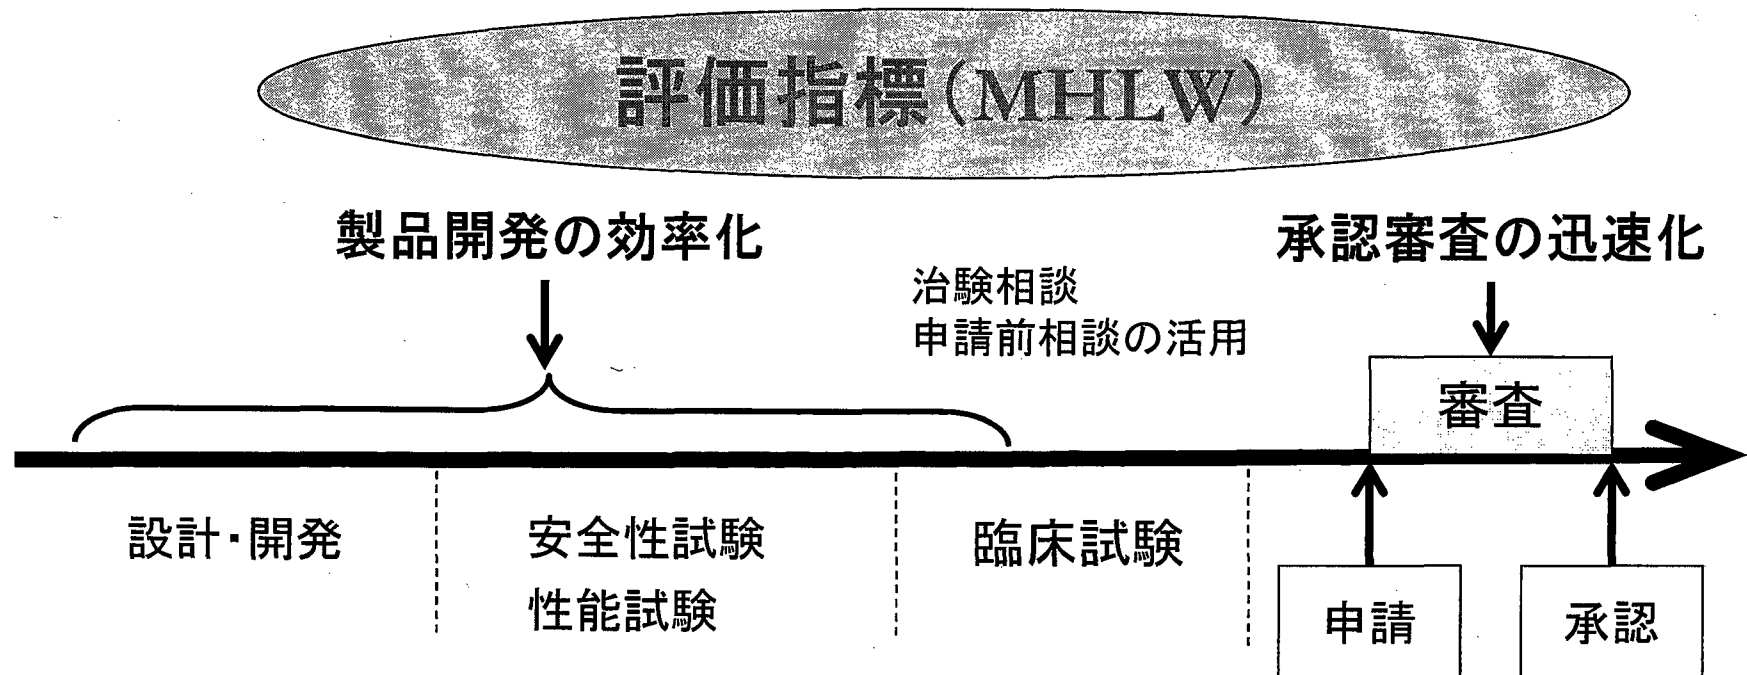 評価指標(MHLW)
製品開発の効率化
承認審査の迅速化
治験相談
申請前相談の活用
審査
設計・開発
安全性試験
性能試験
臨床試験
申請
承認